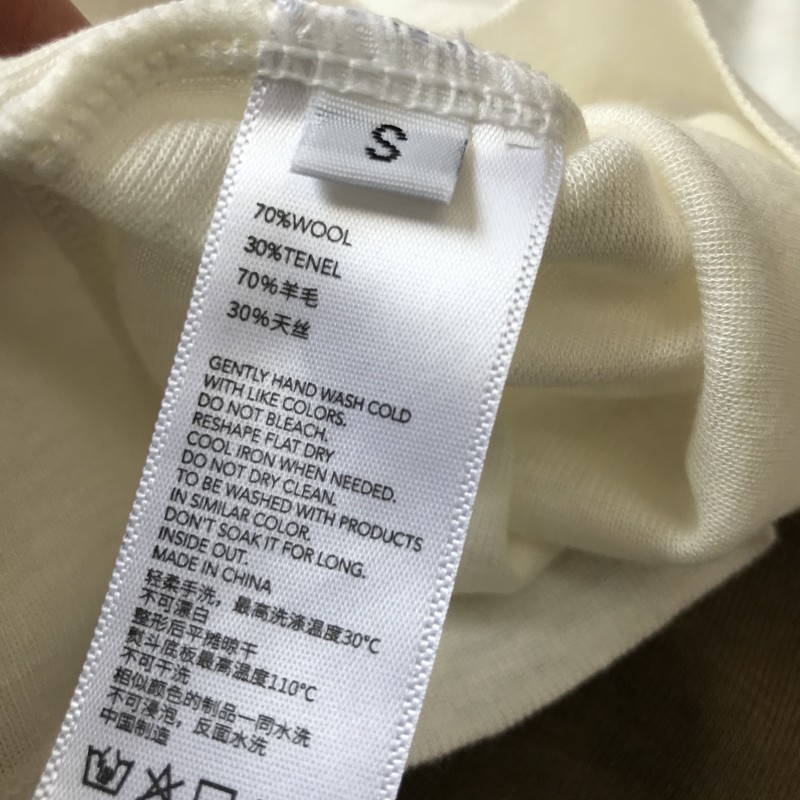 S
70%WOOL
30%TENEL
70%羊毛
30%天丝
GENTLY HAND WASH COLD
WITH LIKE COLORS.
DO NOT BLEACH.
RESHAPE FLAT DRY
COOL IRON WHEN NEEDED.
DO NOT DRY CLEAN.
TO BE WASHED WITH PRODUCTS
IN SIMILAR COLOR.
DON'T SOAK IT FOR LONG.
INSIDE OUT.
MADE IN CHINA
轻柔手洗，最高洗涤温度30℃
不可漂白
整形后平摊晾干
熨斗底板最高温度110℃
不可干洗
相似颜色的制品一同水洗
不可浸泡，反面水洗
中国制造